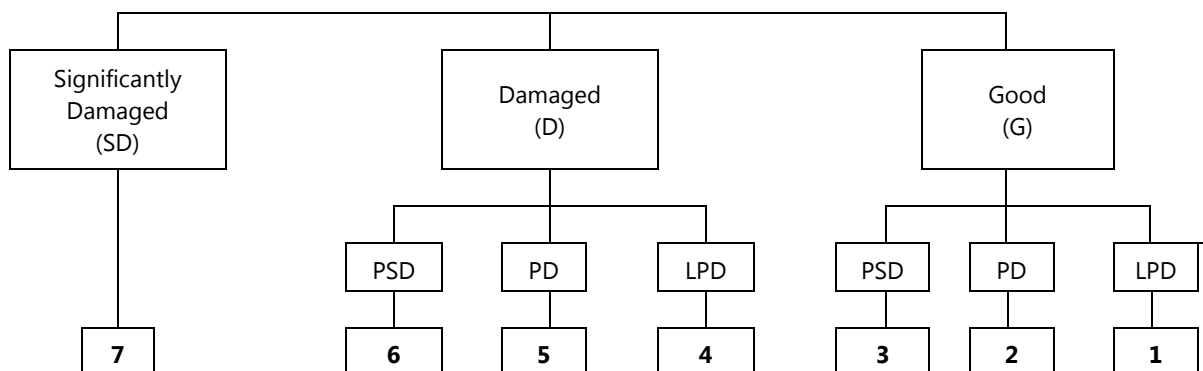 Significantly
Damaged
(SD)
Damaged
(D)
Good
(G)
PSD
PD
LPD
PSD
PD
LPD
7
6
5
4
3
2
1